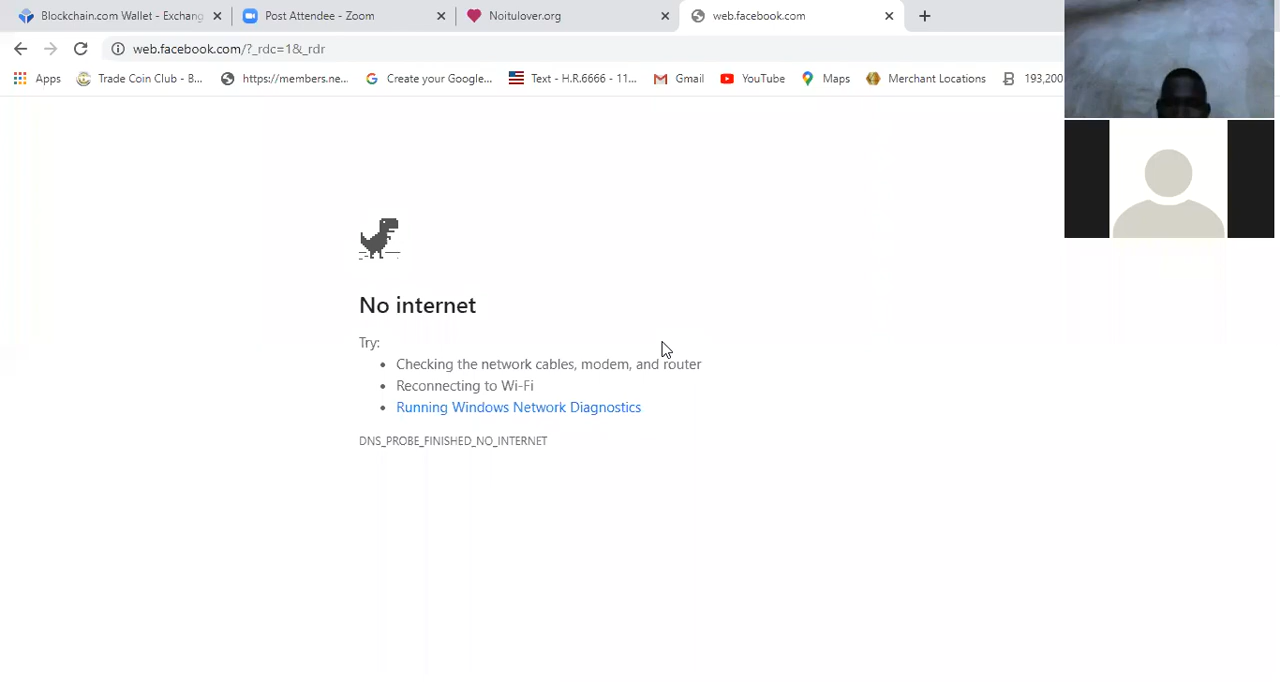 Blockchain.com Wallet - Exchang
Post Attendee - Zoom
Noitulover.org
web.facebook.com
web.facebook.com/?_rdc=1&_rdr
Apps
Trade Coin Club - B...
https://members.ne...
Create your Google...
Text - H.R.6666 - 11...
Gmail
YouTube
Maps
Merchant Locations
193,200
No internet
Try:
• Checking the network cables, modem, and router
• Reconnecting to Wi-Fi
• Running Windows Network Diagnostics
DNS_PROBE_FINISHED_NO_INTERNET